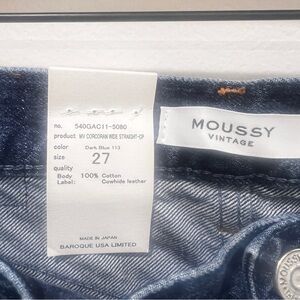 no. 540GAC11-5080
product MV CORCORAN WIDE STRAIGHT-OP
color Dark Blue 113
size 27
quality
Body 100% Cotton
Label: Cowhide leather
MADE IN JAPAN
BAROQUE USA LIMITED
MOUSSY
VINTAGE